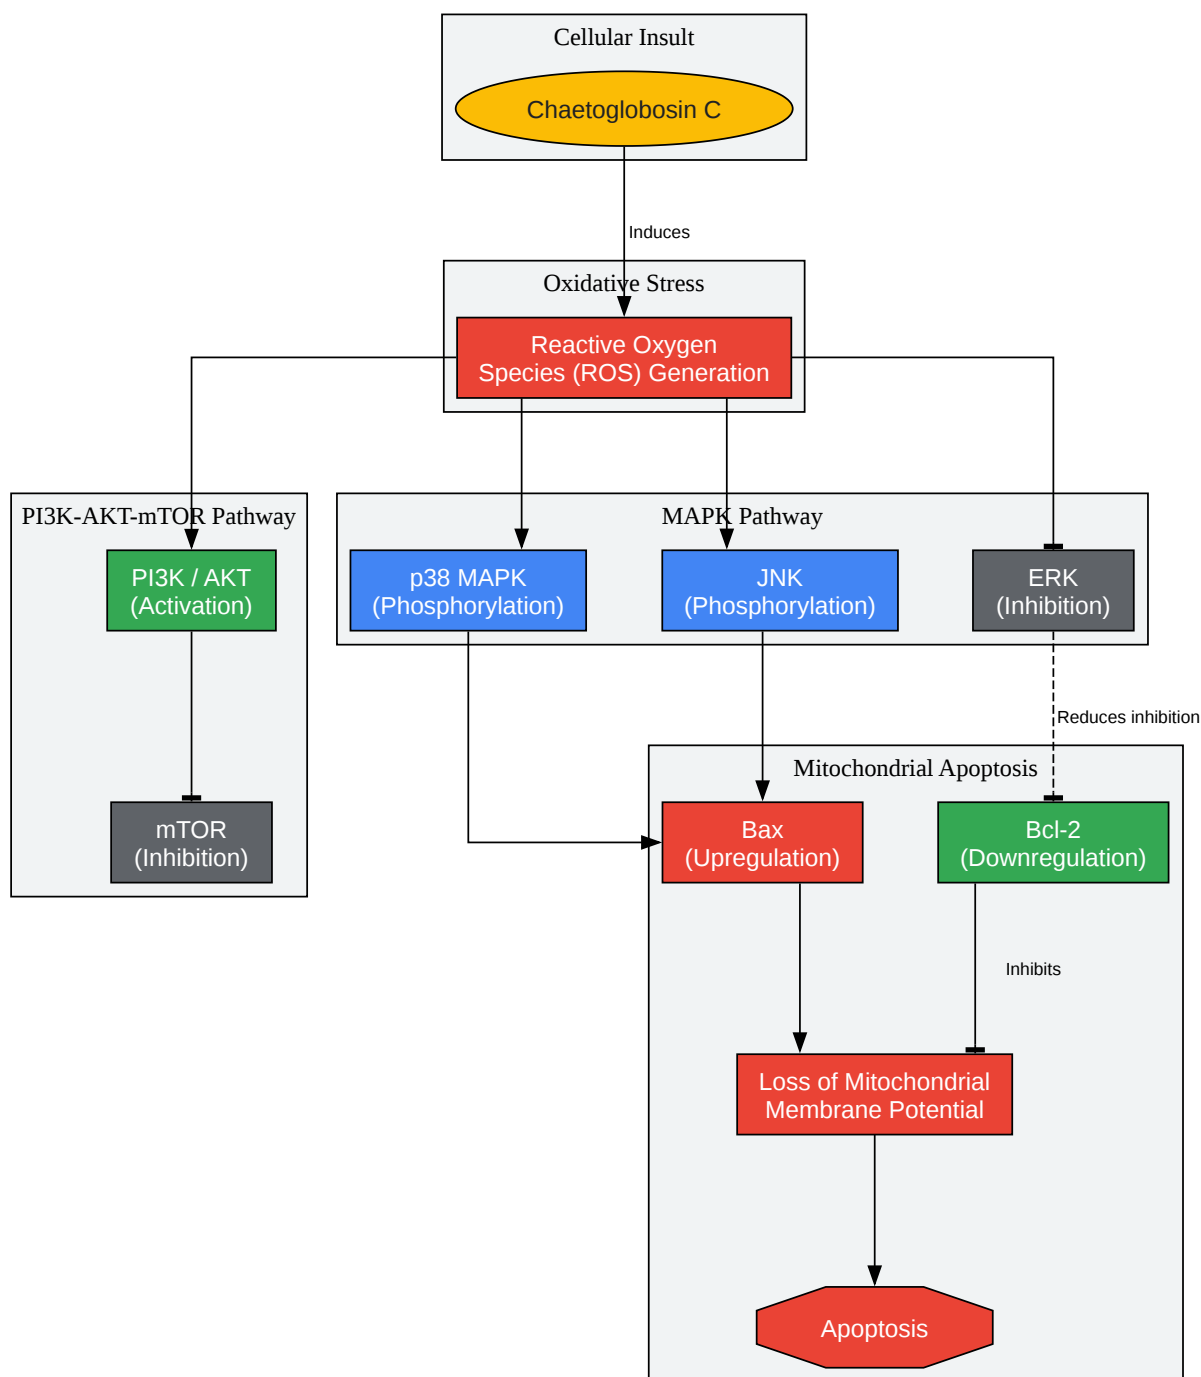 Cellular Insult
Chaetoglobosin C
Induces
Oxidative Stress
Reactive Oxygen
Species (ROS) Generation
PI3K-AKT-mTOR Pathway
MAPK Pathway
PI3K / AKT
(Activation)
p38 MAPK
(Phosphorylation)
JNK
(Phosphorylation)
ERK
(Inhibition)
Reduces inhibition
Mitochondrial Apoptosis
mTOR
(Inhibition)
Bax
(Upregulation)
Bcl-2
(Downregulation)
Inhibits
Loss of Mitochondrial
Membrane Potential
Apoptosis